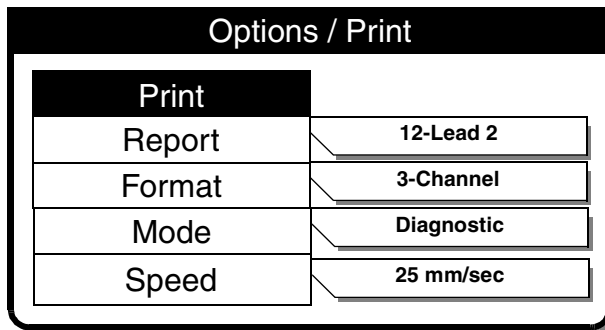 Options / Print
Print
Report 12-Lead 2
Format 3-Channel
Mode Diagnostic
Speed 25 mm/sec